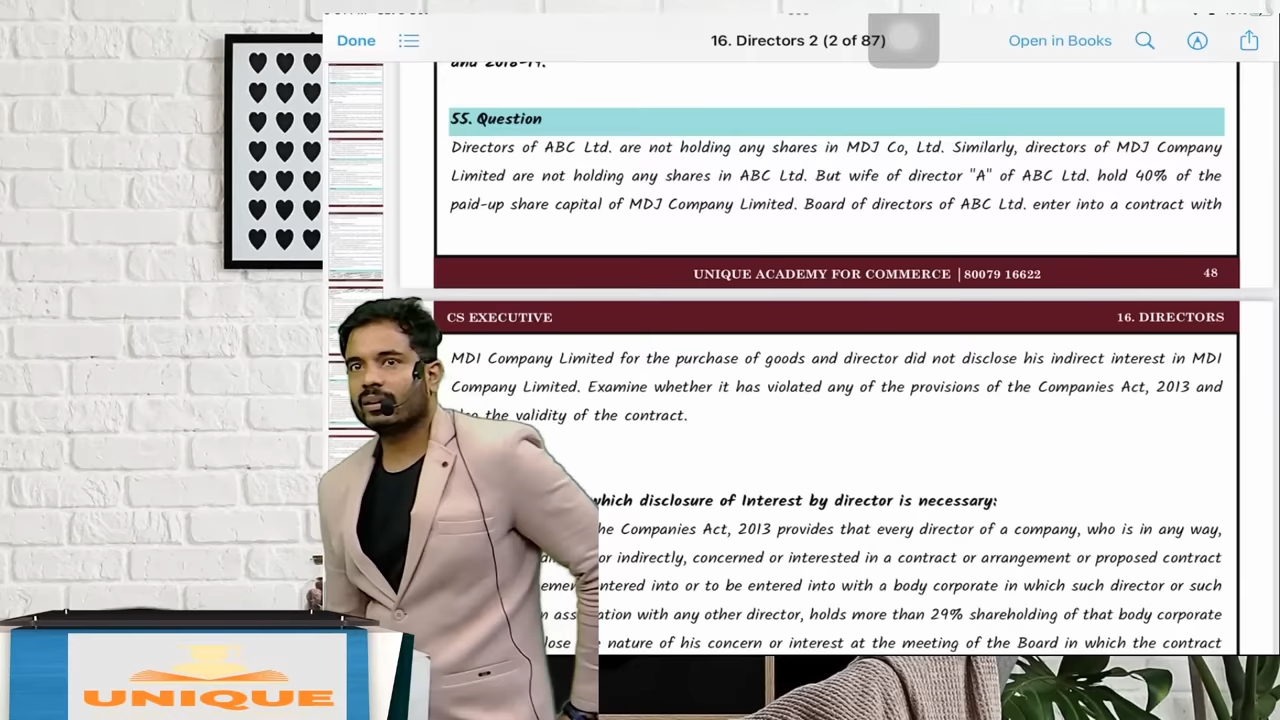 Done
16. Directors 2 (2 of 87)
Open in Books
and 2018-19.
55. Question
Directors of ABC Ltd. are not holding any shares in MDJ Co, Ltd. Similarly, directors of MDJ Company
Limited are not holding any shares in ABC Ltd. But wife of director "A" of ABC Ltd. hold 90% of the
paid-up share capital of MDJ Company Limited. Board of directors of ABC Ltd. enter into a contract with
UNIQUE ACADEMY FOR COMMERCE | 80079 16622
48
CS EXECUTIVE
16. DIRECTORS
MDI Company Limited for the purchase of goods and director did not disclose his indirect interest in MDI
Company Limited. Examine whether it has violated any of the provisions of the Companies Act, 2013 and
the validity of the contract.
which disclosure of Interest by director is necessary:
the Companies Act, 2013 provides that every director of a company, who is in any way,
or indirectly, concerned or interested in a contract or arrangement or proposed contract
entered into or to be entered into with a body corporate in which such director or such
with any other director, holds more than 29% shareholding of that body corporate
nature of his concern or interest at the meeting of the Board in which the contract
UNIQUE